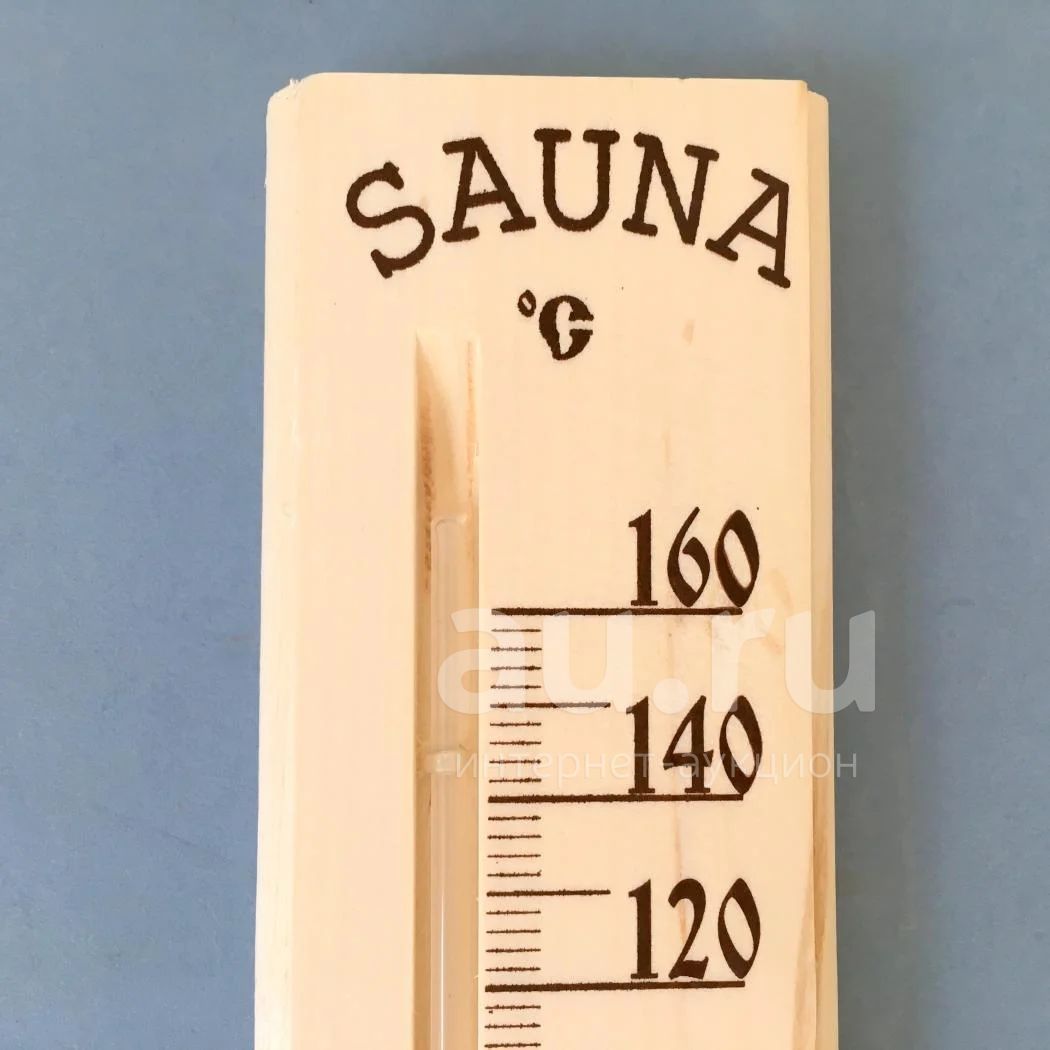 SAUNA
°C
160
au.ru
140
интернет-аукцион
120